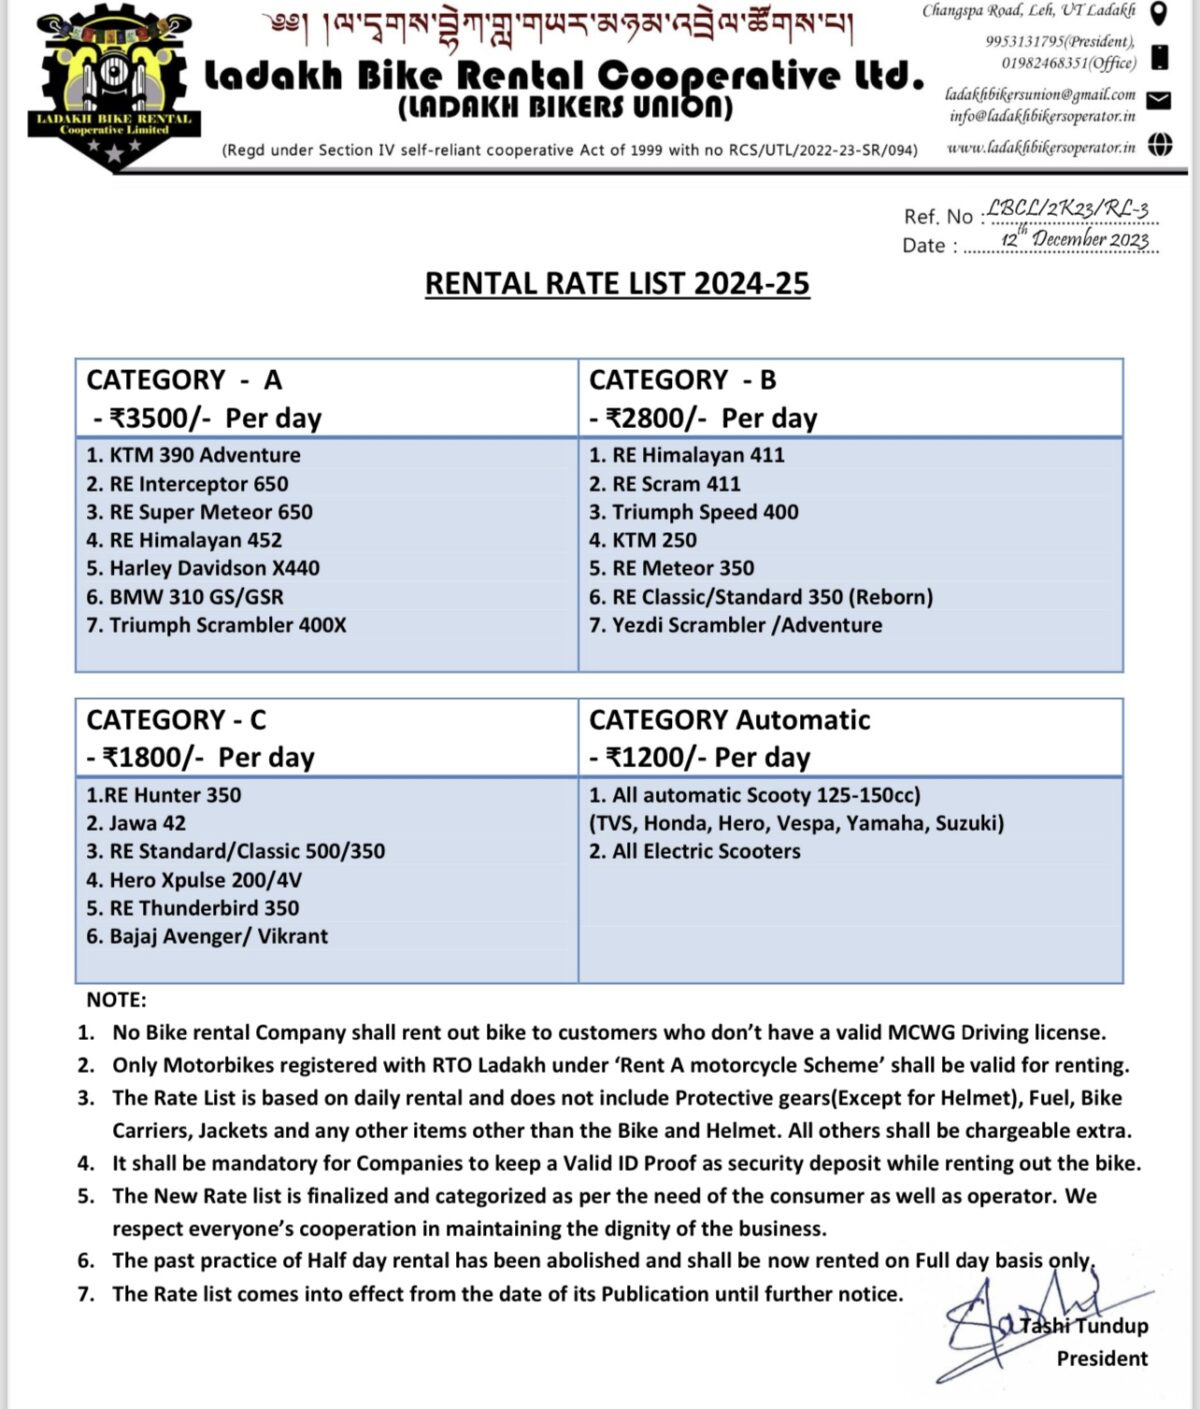 ༄༅། །ལ་དྭགས་བྷེཀ་གླ་གཡར་མཉམ་འབྲེལ་ཚོགས་པ།
Ladakh Bike Rental Cooperative Ltd.
(LADAKH BIKERS UNION)
(Regd under Section IV self-reliant cooperative Act of 1999 with no RCS/UTL/2022-23-SR/094)
LADAKH BIKE RENTAL
Cooperative Limited
Changspa Road, Leh, UT Ladakh
9953131795(President),
01982468351(Office)
ladakhbikersunion@gmail.com
info@ladakhbikersoperator.in
www.ladakhbikersoperator.in
Ref. No : LBCL/2K23/RL-3
Date : 12th December 2023
RENTAL RATE LIST 2024-25
CATEGORY - A
- ₹3500/- Per day
1. KTM 390 Adventure
2. RE Interceptor 650
3. RE Super Meteor 650
4. RE Himalayan 452
5. Harley Davidson X440
6. BMW 310 GS/GSR
7. Triumph Scrambler 400X
CATEGORY - B
- ₹2800/- Per day
1. RE Himalayan 411
2. RE Scram 411
3. Triumph Speed 400
4. KTM 250
5. RE Meteor 350
6. RE Classic/Standard 350 (Reborn)
7. Yezdi Scrambler /Adventure
CATEGORY - C
- ₹1800/- Per day
1.RE Hunter 350
2. Jawa 42
3. RE Standard/Classic 500/350
4. Hero Xpulse 200/4V
5. RE Thunderbird 350
6. Bajaj Avenger/ Vikrant
CATEGORY Automatic
- ₹1200/- Per day
1. All automatic Scooty 125-150cc)
(TVS, Honda, Hero, Vespa, Yamaha, Suzuki)
2. All Electric Scooters
NOTE:
1. No Bike rental Company shall rent out bike to customers who don’t have a valid MCWG Driving license.
2. Only Motorbikes registered with RTO Ladakh under ‘Rent A motorcycle Scheme’ shall be valid for renting.
3. The Rate List is based on daily rental and does not include Protective gears(Except for Helmet), Fuel, Bike
Carriers, Jackets and any other items other than the Bike and Helmet. All others shall be chargeable extra.
4. It shall be mandatory for Companies to keep a Valid ID Proof as security deposit while renting out the bike.
5. The New Rate list is finalized and categorized as per the need of the consumer as well as operator. We
respect everyone’s cooperation in maintaining the dignity of the business.
6. The past practice of Half day rental has been abolished and shall be now rented on Full day basis only.
7. The Rate list comes into effect from the date of its Publication until further notice.
Tashi Tundup
President